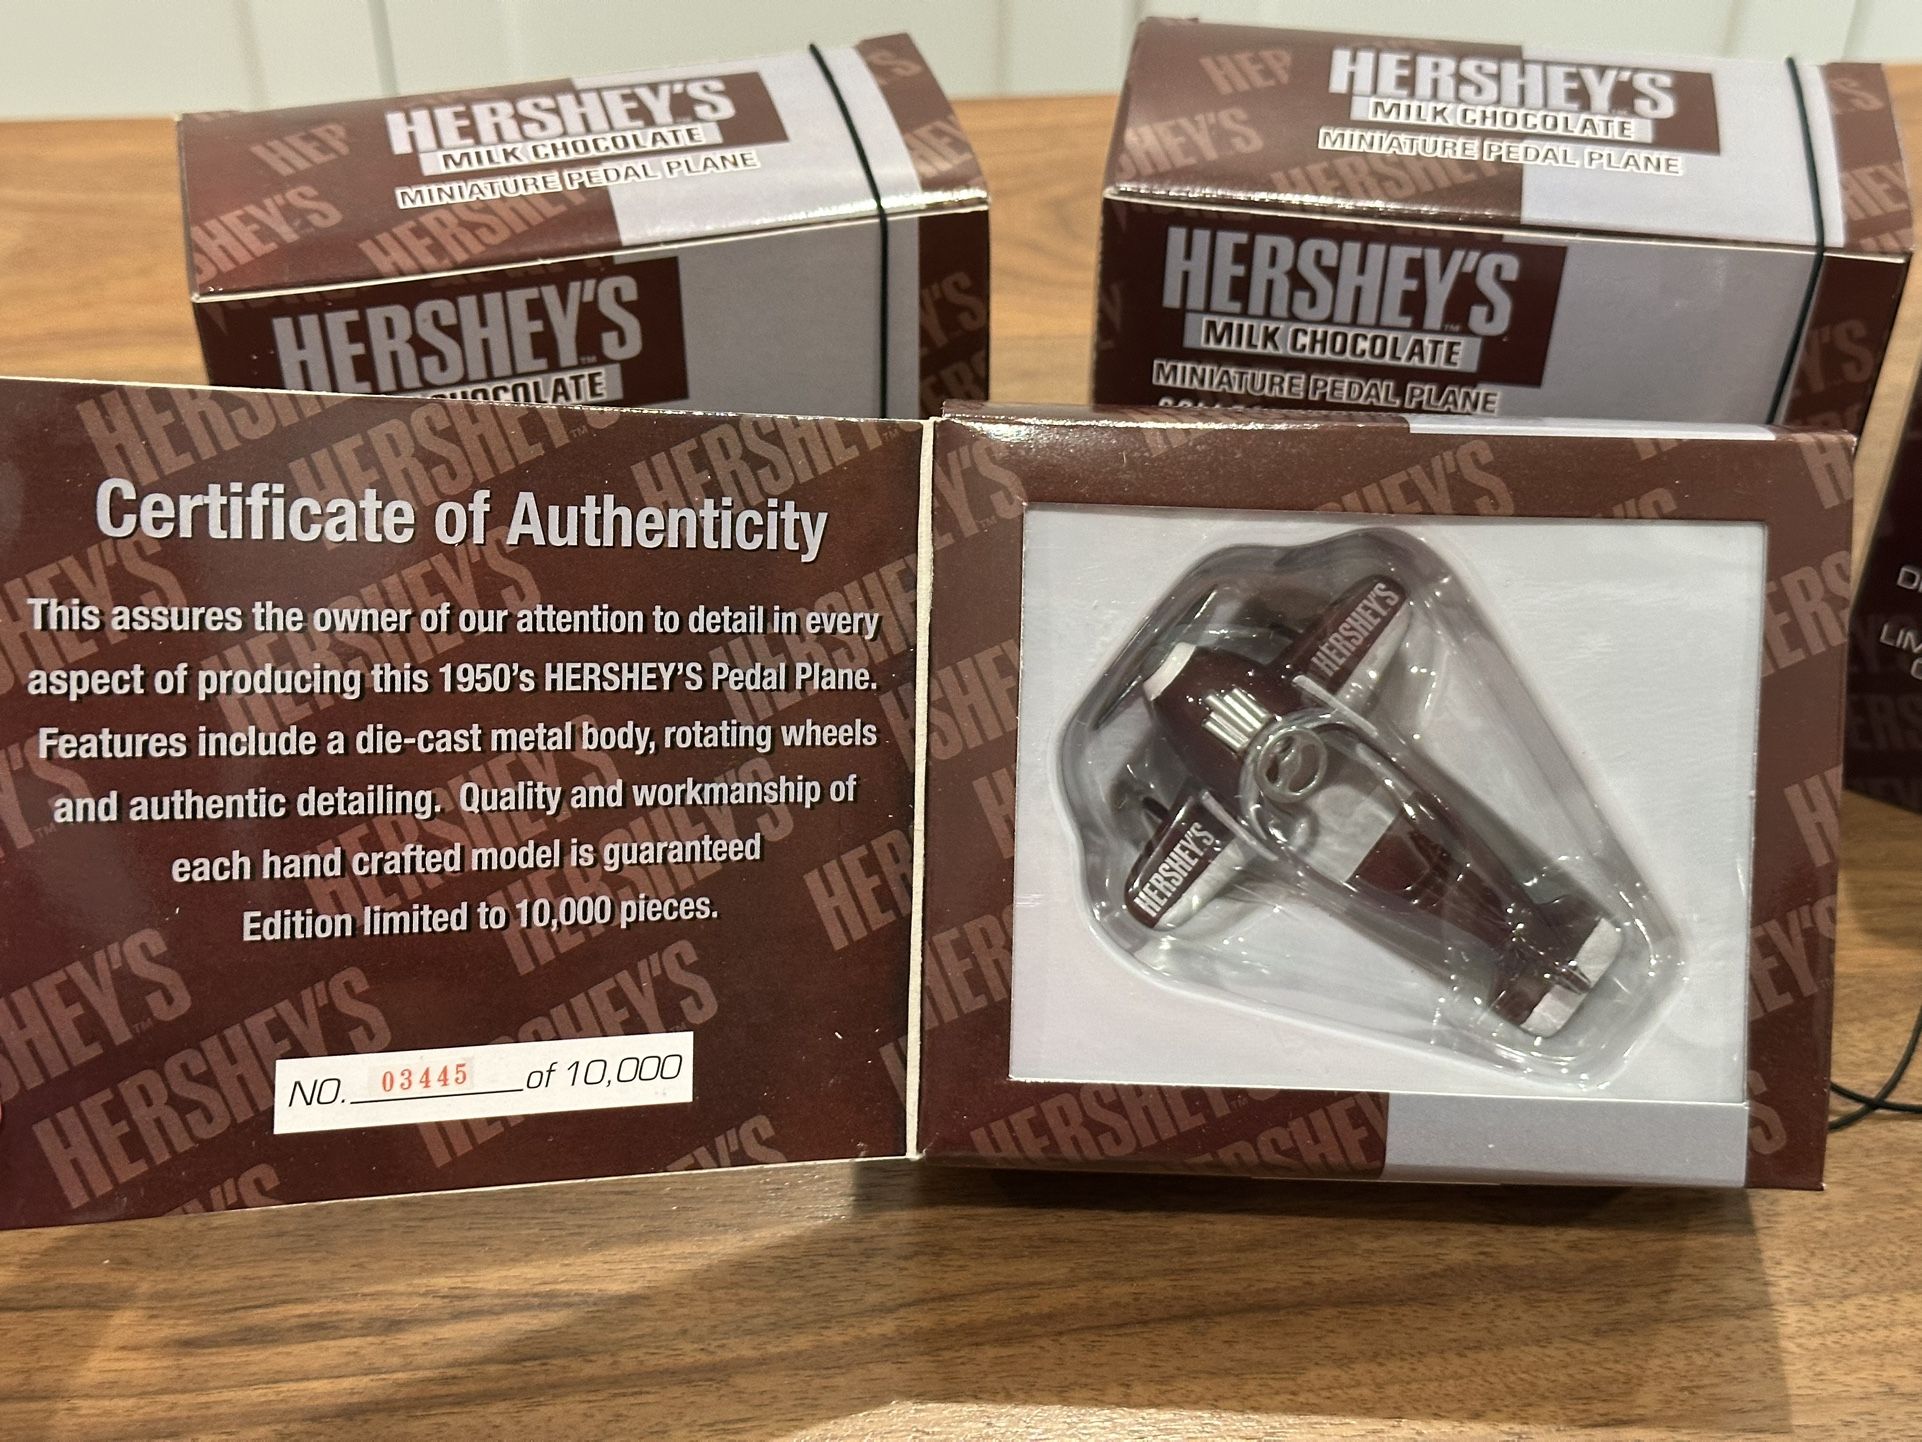 HERSHEY'S
MILK CHOCOLATE
MINIATURE PEDAL PLANE
HERSHEY'S
CHOCOLATE
HERSHEY'S
MILK CHOCOLATE
MINIATURE PEDAL PLANE
HERSHEY'S
MILK CHOCOLATE
MINIATURE PEDAL PLANE
Certificate of Authenticity
This assures the owner of our attention to detail in every
aspect of producing this 1950's HERSHEY'S Pedal Plane.
Features include a die-cast metal body, rotating wheels
and authentic detailing. Quality and workmanship of
each hand crafted model is guaranteed
Edition limited to 10,000 pieces.
NO. 03445 of 10,000
HERSHEY'S
HERSHEY'S